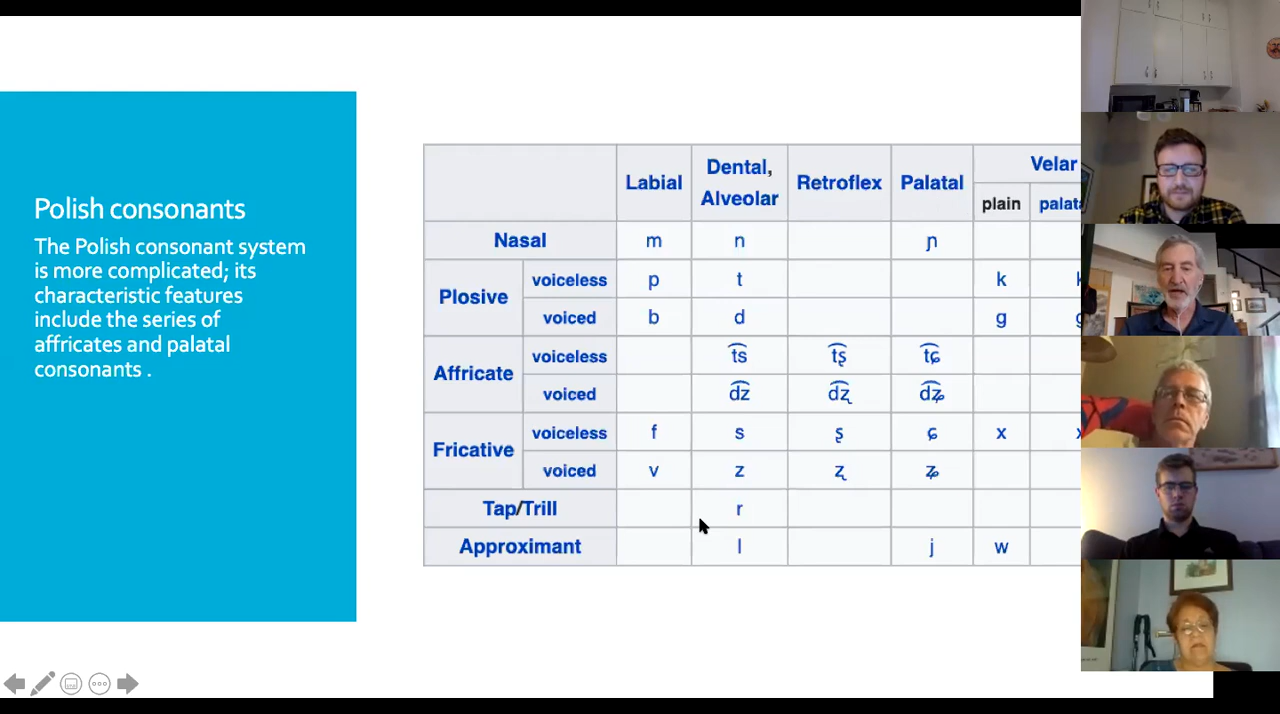 Polish consonants
The Polish consonant system
is more complicated; its
characteristic features
include the series of
affricates and palatal
consonants .
Labial Dental, Alveolar Retroflex Palatal Velar
plain
Nasal m n ɲ
Plosive voiceless p t k
voiced b d g
Affricate voiceless t͡s t͡ʂ t͡ɕ
voiced d͡z d͡ʐ d͡ʑ
Fricative voiceless f s ʂ ɕ x
voiced v z ʐ ʑ
Tap/Trill r
Approximant l j w